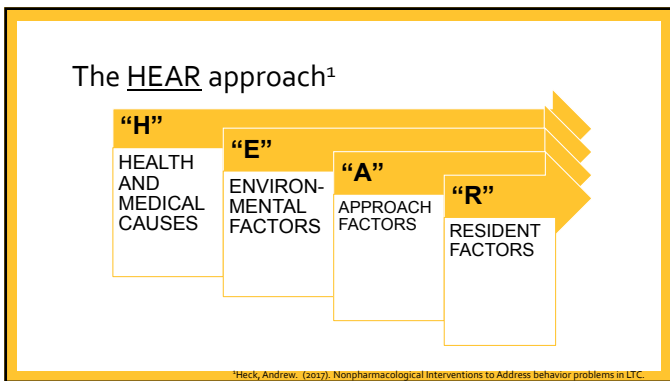 The HEAR approach¹
“H”
HEALTH
AND
MEDICAL
CAUSES
“E”
ENVIRON-
MENTAL
FACTORS
“A”
APPROACH
FACTORS
“R”
RESIDENT
FACTORS
¹Heck, Andrew. (2017). Nonpharmacological Interventions to Address behavior problems in LTC.